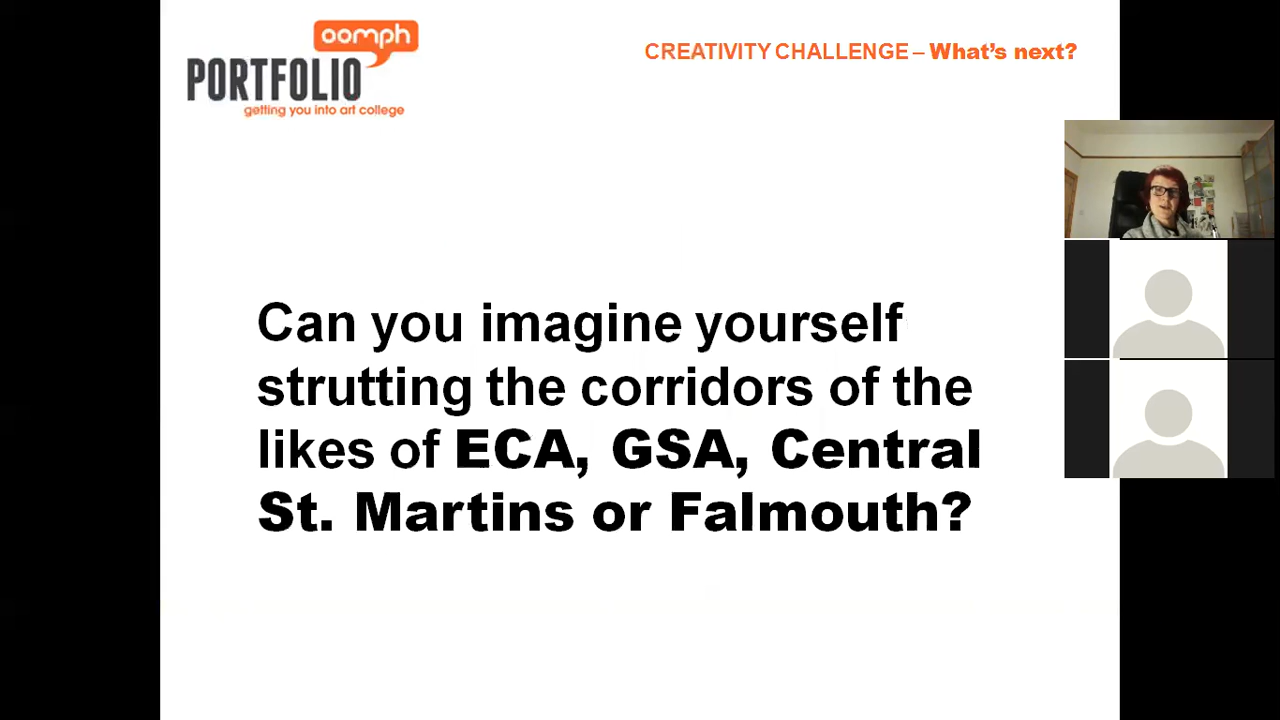 oomph
PORTFOLIO
getting you into art college
CREATIVITY CHALLENGE – What's next?
Can you imagine yourself
strutting the corridors of the
likes of ECA, GSA, Central
St. Martins or Falmouth?